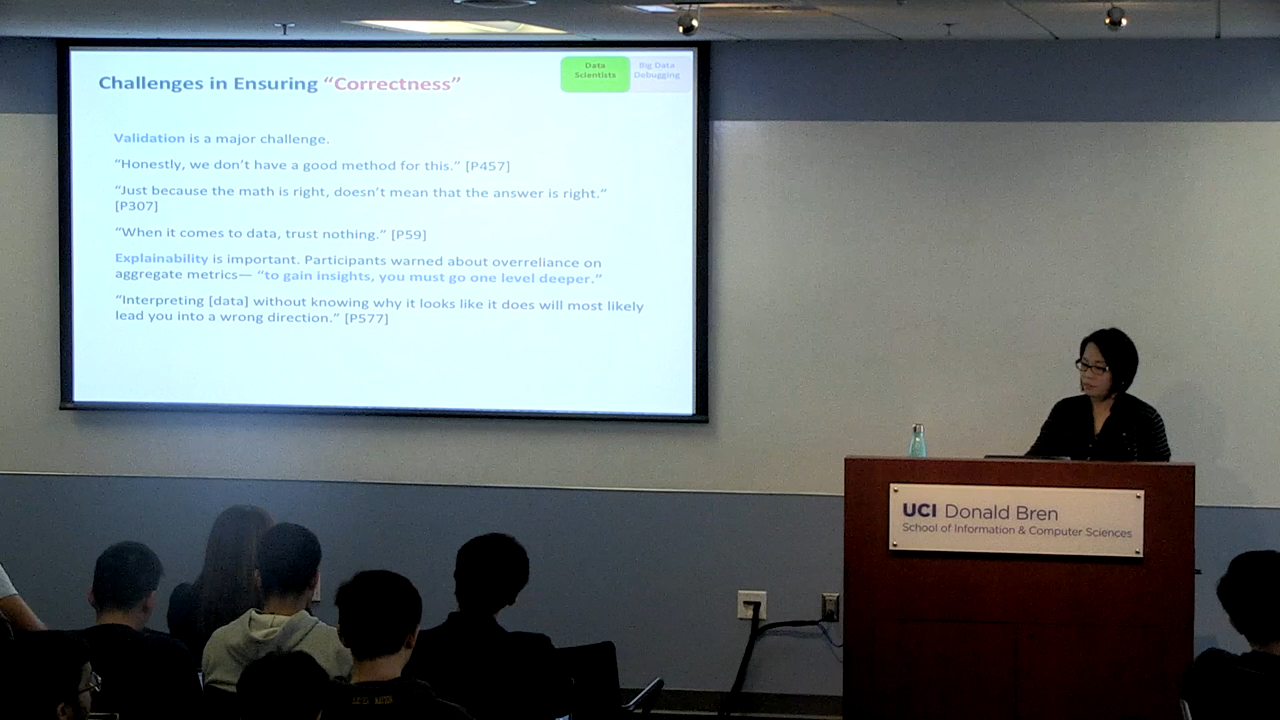 Challenges in Ensuring “Correctness”
Data
Scientists
Big Data
Debugging
Validation is a major challenge.
“Honestly, we don’t have a good method for this.” [P457]
“Just because the math is right, doesn’t mean that the answer is right.”
[P307]
“When it comes to data, trust nothing.” [P59]
Explainability is important. Participants warned about overreliance on
aggregate metrics— “to gain insights, you must go one level deeper.”
“Interpreting [data] without knowing why it looks like it does will most likely
lead you into a wrong direction.” [P577]
UCI Donald Bren
School of Information & Computer Sciences